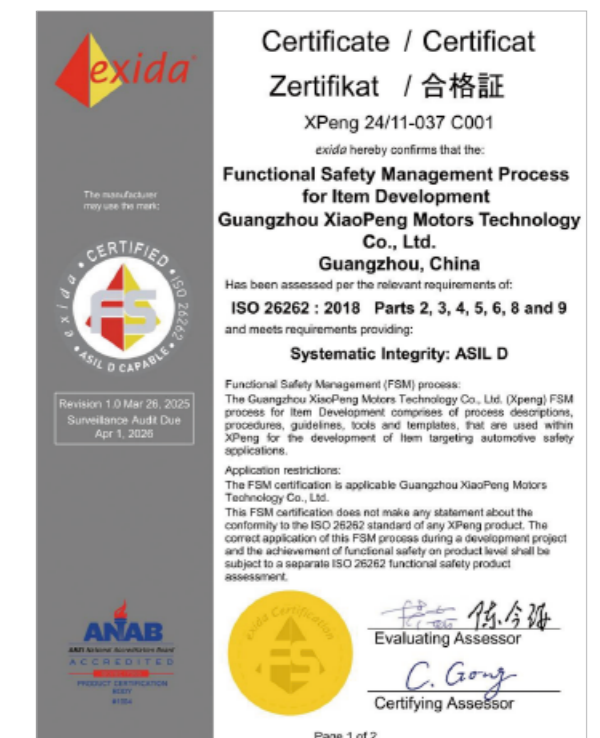 exida
Certificate / Certificat
Zertifikat / 合格証
XPeng 24/11-037 C001
exida hereby confirms that the:
Functional Safety Management Process
for Item Development
Guangzhou XiaoPeng Motors Technology
Co., Ltd.
Guangzhou, China
Has been assessed per the relevant requirements of:
ISO 26262 : 2018 Parts 2, 3, 4, 5, 6, 8 and 9
and meets requirements providing:
Systematic Integrity: ASIL D
Functional Safety Management (FSM) process:
The Guangzhou XiaoPeng Motors Technology Co., Ltd. (Xpeng) FSM
process for Item Development comprises of process descriptions,
procedures, guidelines, tools and templates, that are used within
XPeng for the development of Item targeting automotive safety
applications.
Application restrictions:
The FSM certification is applicable Guangzhou XiaoPeng Motors
Technology Co., Ltd.
This FSM certification does not make any statement about the
conformity to the ISO 26262 standard of any XPeng product. The
correct application of this FSM process during a development project
and the achievement of functional safety on product level shall be
subject to a separate ISO 26262 functional safety product
assessment.
The manufacturer
may use the mark:
exida CERTIFIED ISO 26262
FS
ASIL D CAPABLE
Revision 1.0 Mar 26, 2025
Surveillance Audit Due
Apr 1, 2026
ANAB
ANSI National Accreditation Board
ACCREDITED
PRODUCT CERTIFICATION
BODY
exida Certification
FS
Evaluating Assessor
C. Gong
Certifying Assessor
Page 1 of 2